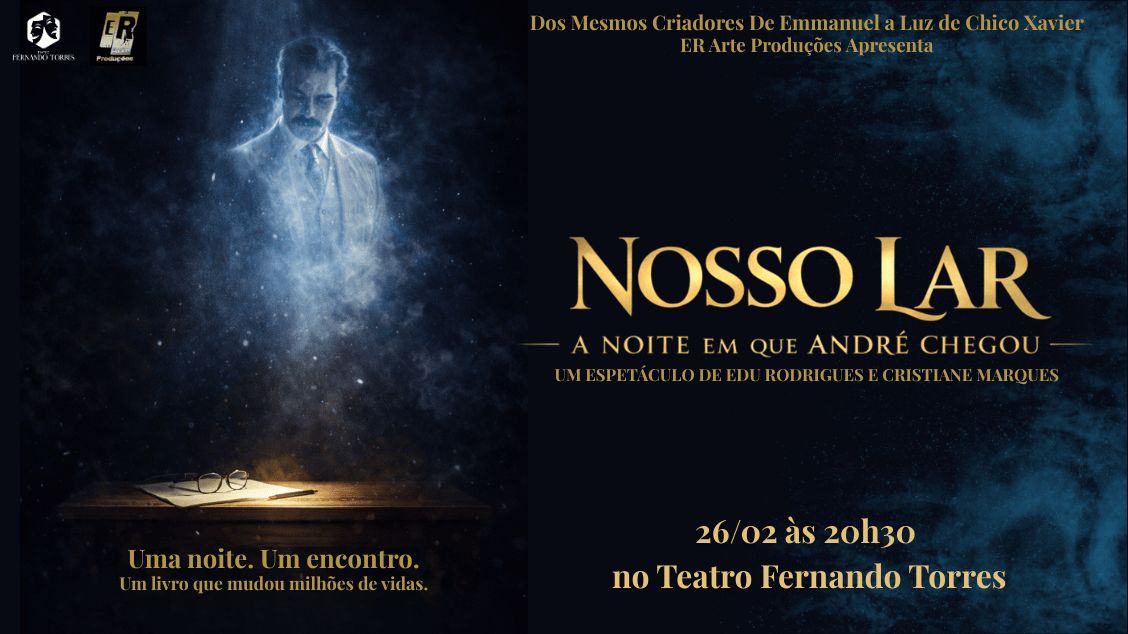 FERNANDO TORRES
ER
Produções
Dos Mesmos Criadores De Emmanuel a Luz de Chico Xavier
ER Arte Produções Apresenta
NOSSO LAR
A NOITE EM QUE ANDRÉ CHEGOU
UM ESPETÁCULO DE EDU RODRIGUES E CRISTIANE MARQUES
Uma noite. Um encontro.
Um livro que mudou milhões de vidas.
26/02 às 20h30
no Teatro Fernando Torres